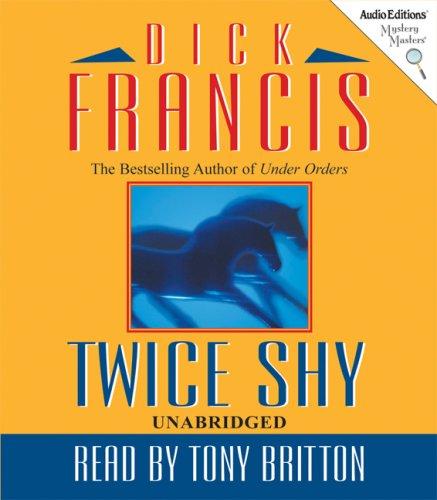 Audio Editions®
Mystery
Masters®
DICK
FRANCIS
The Bestselling Author of Under Orders
TWICE SHY
UNABRIDGED
READ BY TONY BRITTON